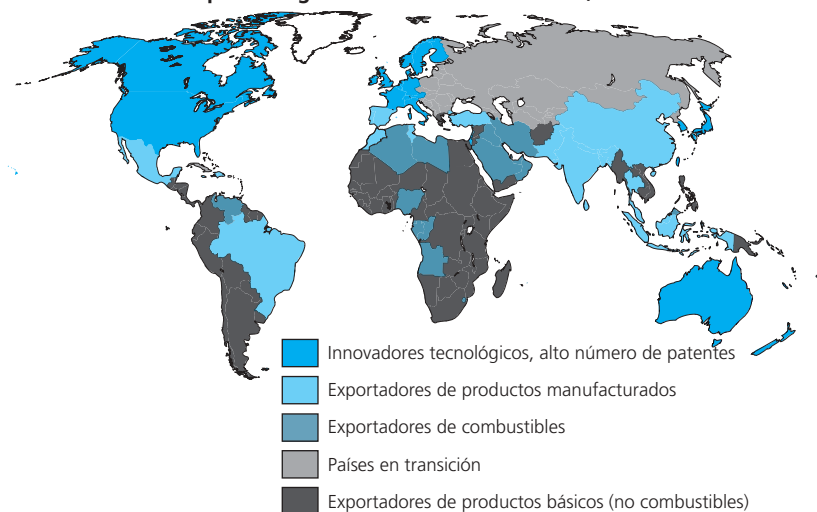 Innovadores tecnológicos, alto número de patentes
Exportadores de productos manufacturados
Exportadores de combustibles
Países en transición
Exportadores de productos básicos (no combustibles)